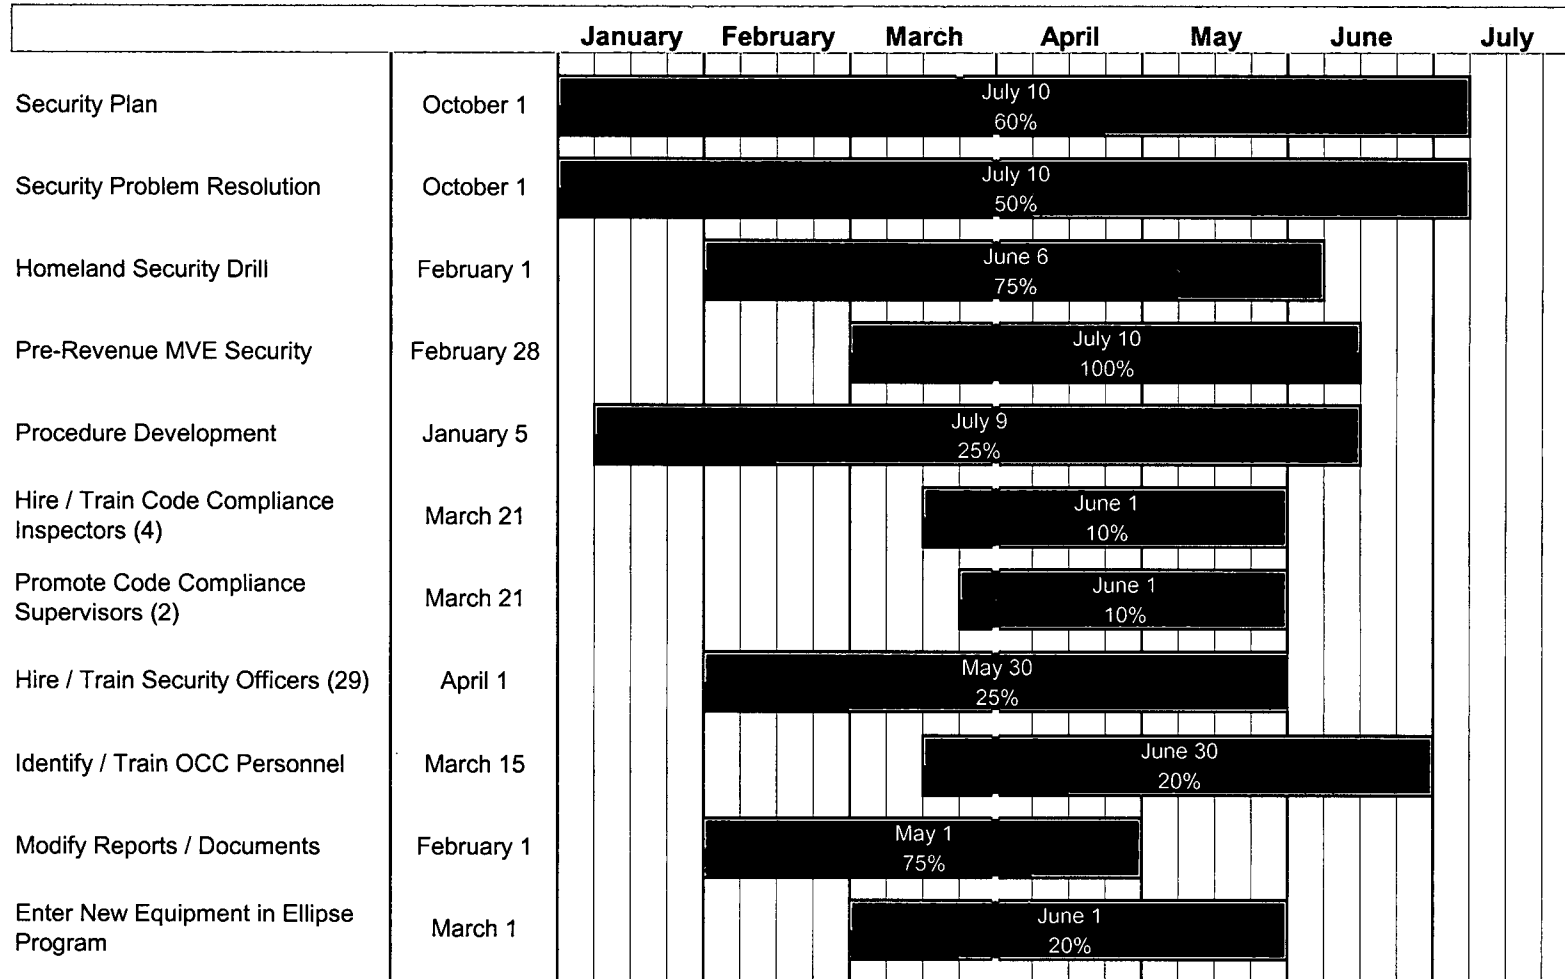 January February March April May June July
Security Plan October 1 July 10
60%
Security Problem Resolution October 1 July 10
50%
Homeland Security Drill February 1 June 6
75%
Pre-Revenue MVE Security February 28 July 10
100%
Procedure Development January 5 July 9
25%
Hire / Train Code Compliance
Inspectors (4) March 21 June 1
10%
Promote Code Compliance
Supervisors (2) March 21 June 1
10%
Hire / Train Security Officers (29) April 1 May 30
25%
Identify / Train OCC Personnel March 15 June 30
20%
Modify Reports / Documents February 1 May 1
75%
Enter New Equipment in Ellipse
Program March 1 June 1
20%